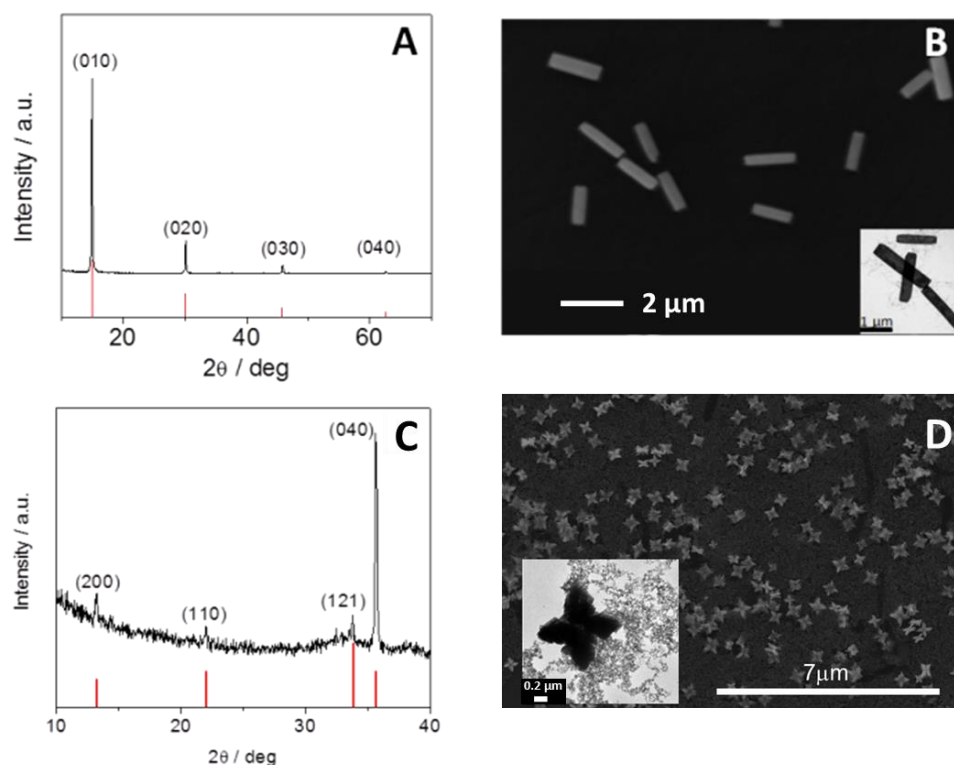 A
(010)
(020)
(030)
(040)
Intensity / a.u.
20
40
60
2θ / deg
B
2 μm
1 μm
C
(040)
(200)
(110)
(121)
Intensity / a.u.
10
20
30
40
2θ / deg
D
0.2 μm
7μm